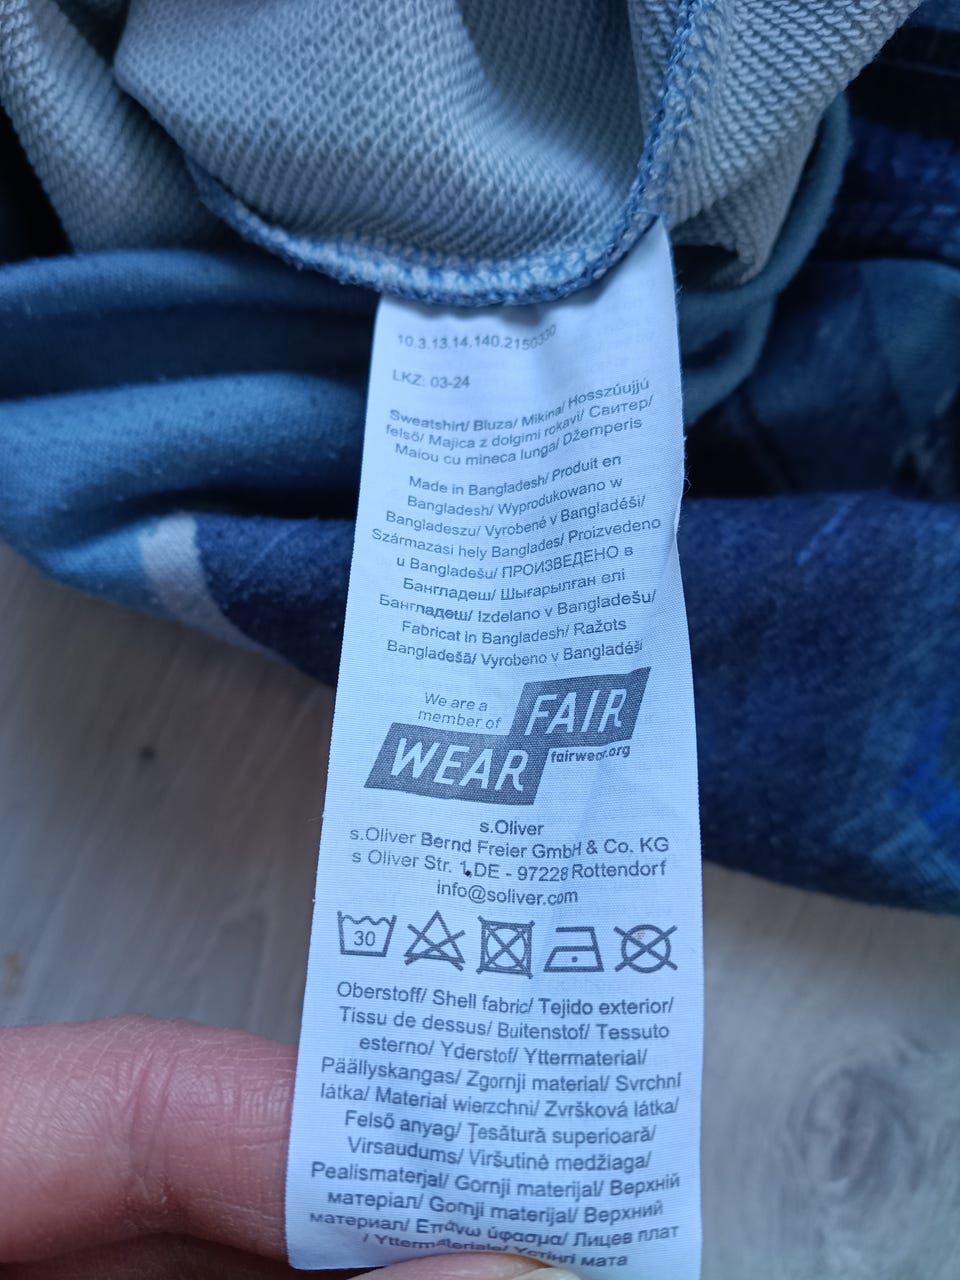 10.3.13.14.140.2150330
LKZ: 03-24
Sweatshirt/ Bluza/ Mikina/ Hosszúujjú
felső/ Majica z dolgimi rokavi/ Свитер/
Maiou cu mineca lunga/ Džemperis
Made in Bangladesh/ Produit en
Bangladesh/ Wyprodukowano w
Bangladeszu/ Vyrobené v Bangladéši/
Származasi hely Banglades/ Proizvedeno
u Bangladešu/ ПРОИЗВЕДЕНО в
Бангладеш/ Шығарылған елі
Бангладеш/ Izdelano v Bangladešu/
Fabricat in Bangladesh/ Ražots
Bangladešā/ Vyrobeno v Bangladéši
We are a
member of
FAIR
WEAR
fairwear.org
s.Oliver
s.Oliver Bernd Freier GmbH & Co. KG
s Oliver Str. 1,DE - 97228 Rottendorf
info@soliver.com
30
Oberstoff/ Shell fabric/ Tejido exterior/
Tissu de dessus/ Buitenstof/ Tessuto
esterno/ Yderstof/ Yttermaterial/
Päällyskangas/ Zgornji material/ Svrchní
látka/ Materiał wierzchni/ Zvršková látka/
Felső anyag/ Ţesătură superioară/
Virsaudums/ Viršutinė medžiaga/
Pealismaterjal/ Gornji materijal/ Верхній
матеріал/ Gornji materijal/ Верхний
материал/ Επάνω ύφασμα/ Лицев плат
/ Yttermateriale/ Үстіңгі мата